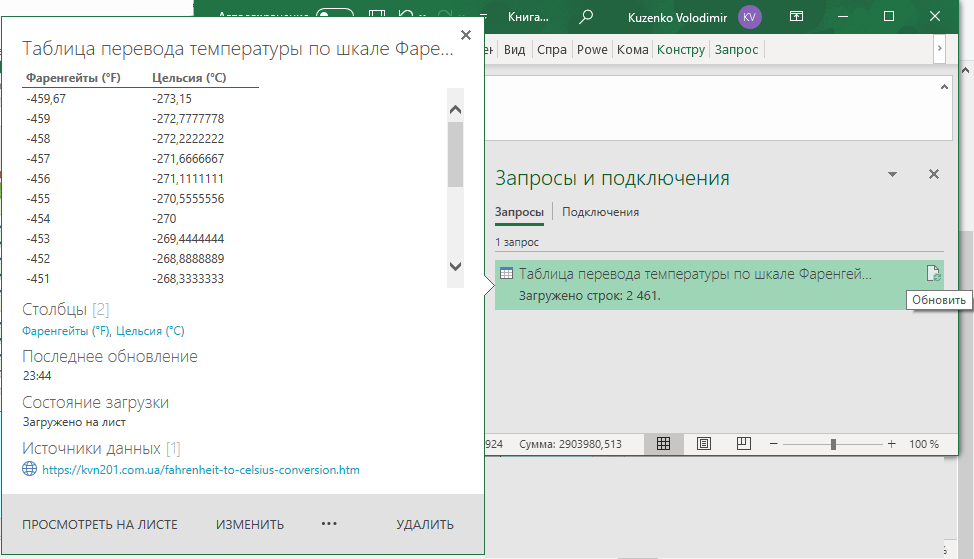 Автосохранение
Книга...
Kuzenko Volodimir
KV
Вид
Спра
Powe
Кома
Констру
Запрос
Таблица перевода температуры по шкале Фаре...
Фаренгейты (°F) Цельсия (°C)
-459,67 -273,15
-459 -272,7777778
-458 -272,2222222
-457 -271,6666667
-456 -271,1111111
-455 -270,5555556
-454 -270
-453 -269,4444444
-452 -268,8888889
-451 -268,3333333
Столбцы [2]
Фаренгейты (°F), Цельсия (°C)
Последнее обновление
23:44
Состояние загрузки
Загружено на лист
Источники данных [1]
https://kvn201.com.ua/fahrenheit-to-celsius-conversion.htm
ПРОСМОТРЕТЬ НА ЛИСТЕ
ИЗМЕНИТЬ
...
УДАЛИТЬ
Запросы и подключения
Запросы
Подключения
1 запрос
Таблица перевода температуры по шкале Фаренгей...
Загружено строк: 2 461.
Обновить
924
Сумма: 2903980,513
100 %